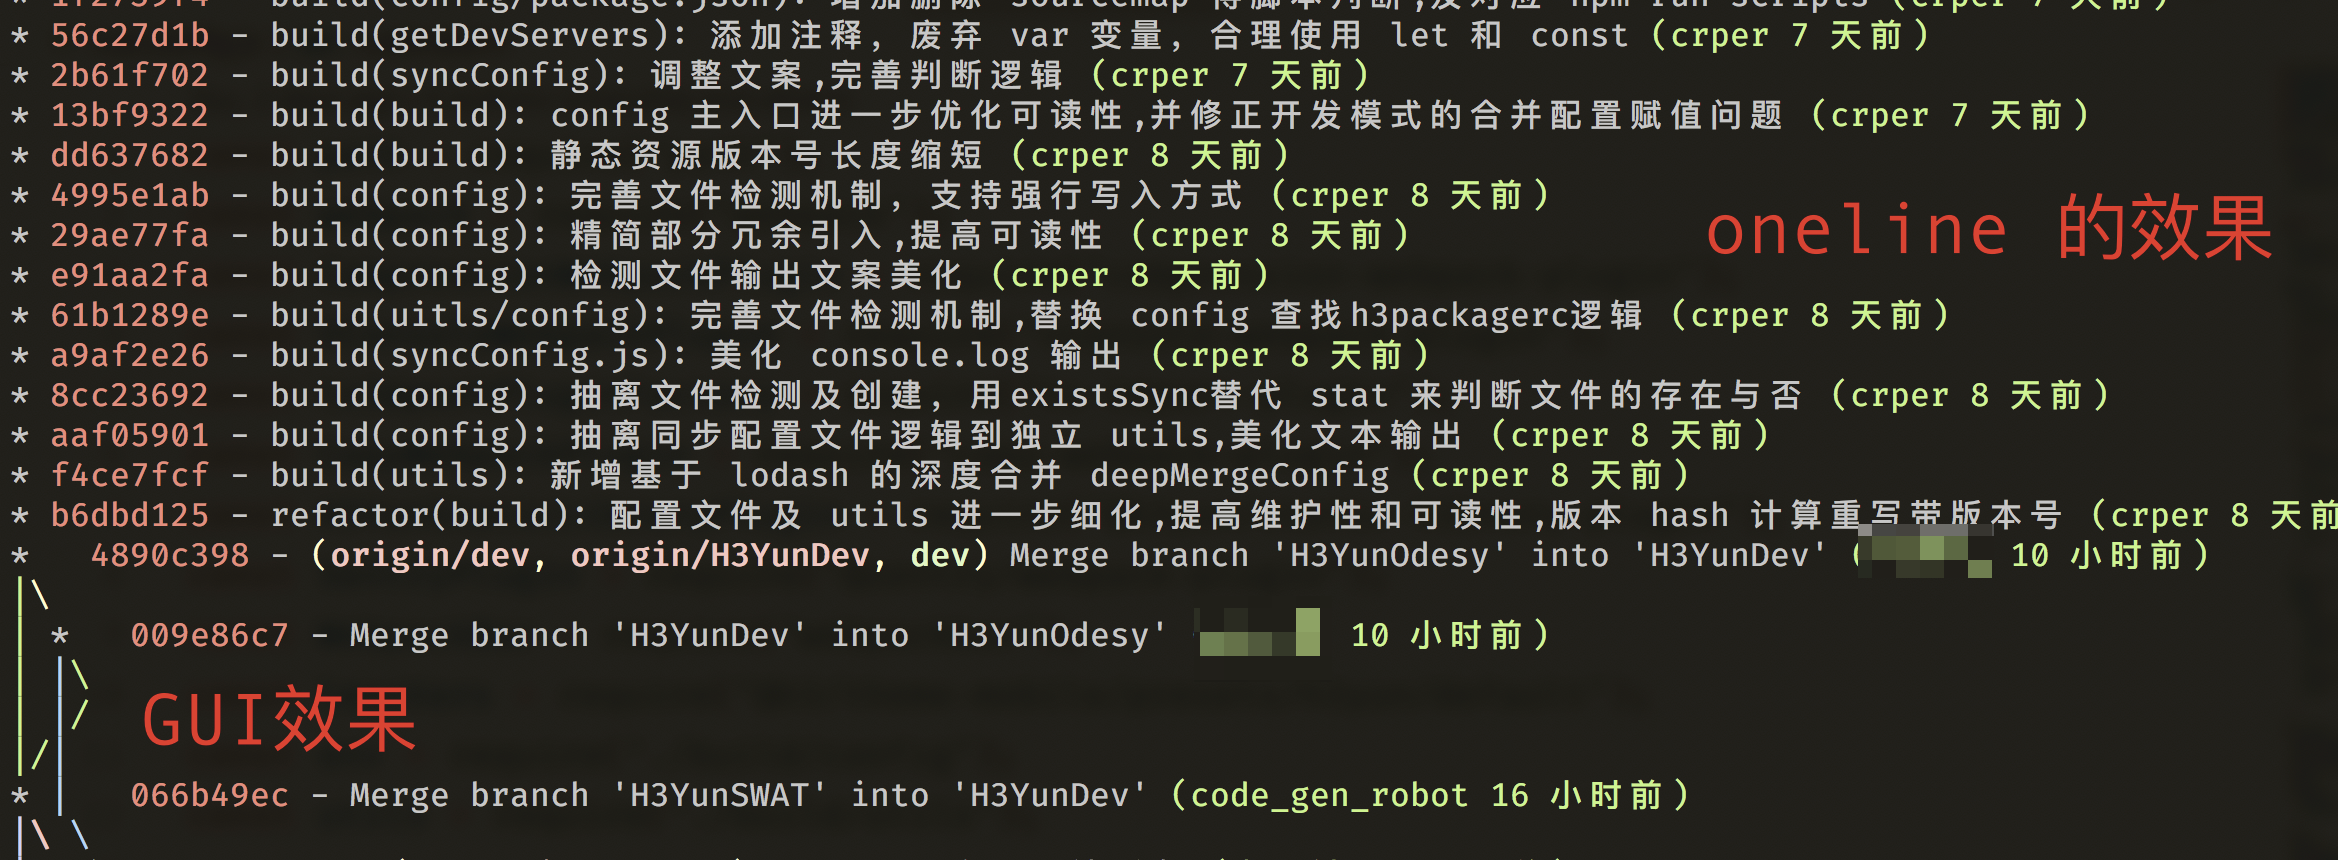 * 1f2759f4 - build(config/package.json): 增加删除 sourcemap 得脚本判断,及对应 npm run scripts (crper 7 天前)
* 56c27d1b - build(getDevServers): 添加注释, 废弃 var 变量, 合理使用 let 和 const (crper 7 天前)
* 2b61f702 - build(syncConfig): 调整文案,完善判断逻辑 (crper 7 天前)
* 13bf9322 - build(build): config 主入口进一步优化可读性,并修正开发模式的合并配置赋值问题 (crper 7 天前)
* dd637682 - build(build): 静态资源版本号长度缩短 (crper 8 天前)
* 4995e1ab - build(config): 完善文件检测机制, 支持强行写入方式 (crper 8 天前)
oneline 的效果
* 29ae77fa - build(config): 精简部分冗余引入,提高可读性 (crper 8 天前)
* e91aa2fa - build(config): 检测文件输出文案美化 (crper 8 天前)
* 61b1289e - build(uitls/config): 完善文件检测机制,替换 config 查找h3packagerc逻辑 (crper 8 天前)
* a9af2e26 - build(syncConfig.js): 美化 console.log 输出 (crper 8 天前)
* 8cc23692 - build(config): 抽离文件检测及创建, 用existsSync替代 stat 来判断文件的存在与否 (crper 8 天前)
* aaf05901 - build(config): 抽离同步配置文件逻辑到独立 utils,美化文本输出 (crper 8 天前)
* f4ce7fcf - build(utils): 新增基于 lodash 的深度合并 deepMergeConfig (crper 8 天前)
* b6dbd125 - refactor(build): 配置文件及 utils 进一步细化,提高维护性和可读性,版本 hash 计算重写带版本号 (crper 8 天前
* 4890c398 - (origin/dev, origin/H3YunDev, dev) Merge branch 'H3YunOdesy' into 'H3YunDev' ( 10 小时前)
|\
| * 009e86c7 - Merge branch 'H3YunDev' into 'H3YunOdesy' 10 小时前)
| |\
| |/
GUI效果
|/|
* | 066b49ec - Merge branch 'H3YunSWAT' into 'H3YunDev' (code_gen_robot 16 小时前)
|\ \